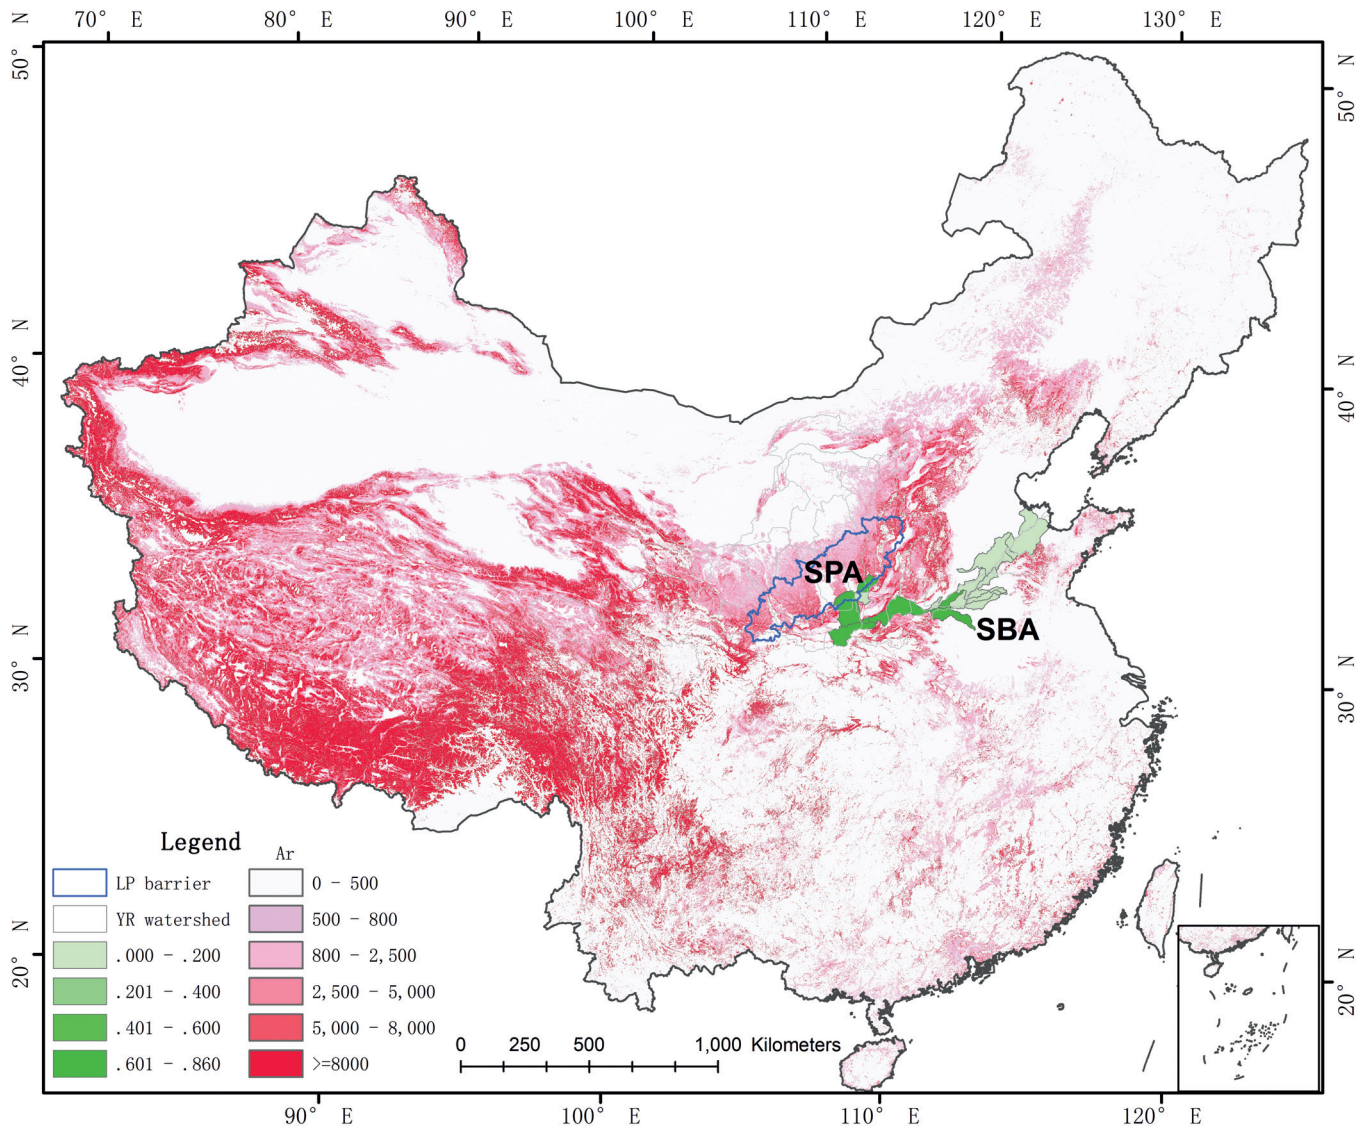 70° E 80° E 90° E 100° E 110° E 120° E 130° E
50° N
50° N
40° N
40° N
30° N
30° N
20° N
20° N
SPA
SBA
Legend
Ar
LP barrier
0 - 500
YR watershed
500 - 800
.000 - .200
800 - 2,500
.201 - .400
2,500 - 5,000
.401 - .600
5,000 - 8,000
.601 - .860
>=8000
0 250 500 1,000 Kilometers
90° E 100° E 110° E 120° E